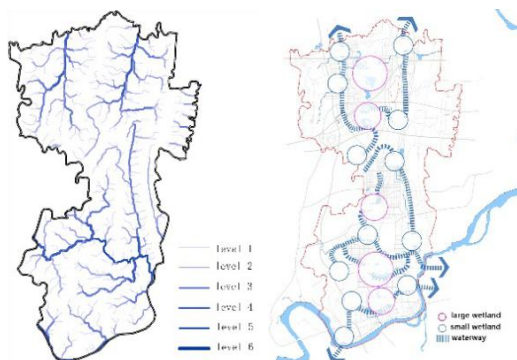 level 1
level 2
level 3
level 4
level 5
level 6
large wetland
small wetland
waterway